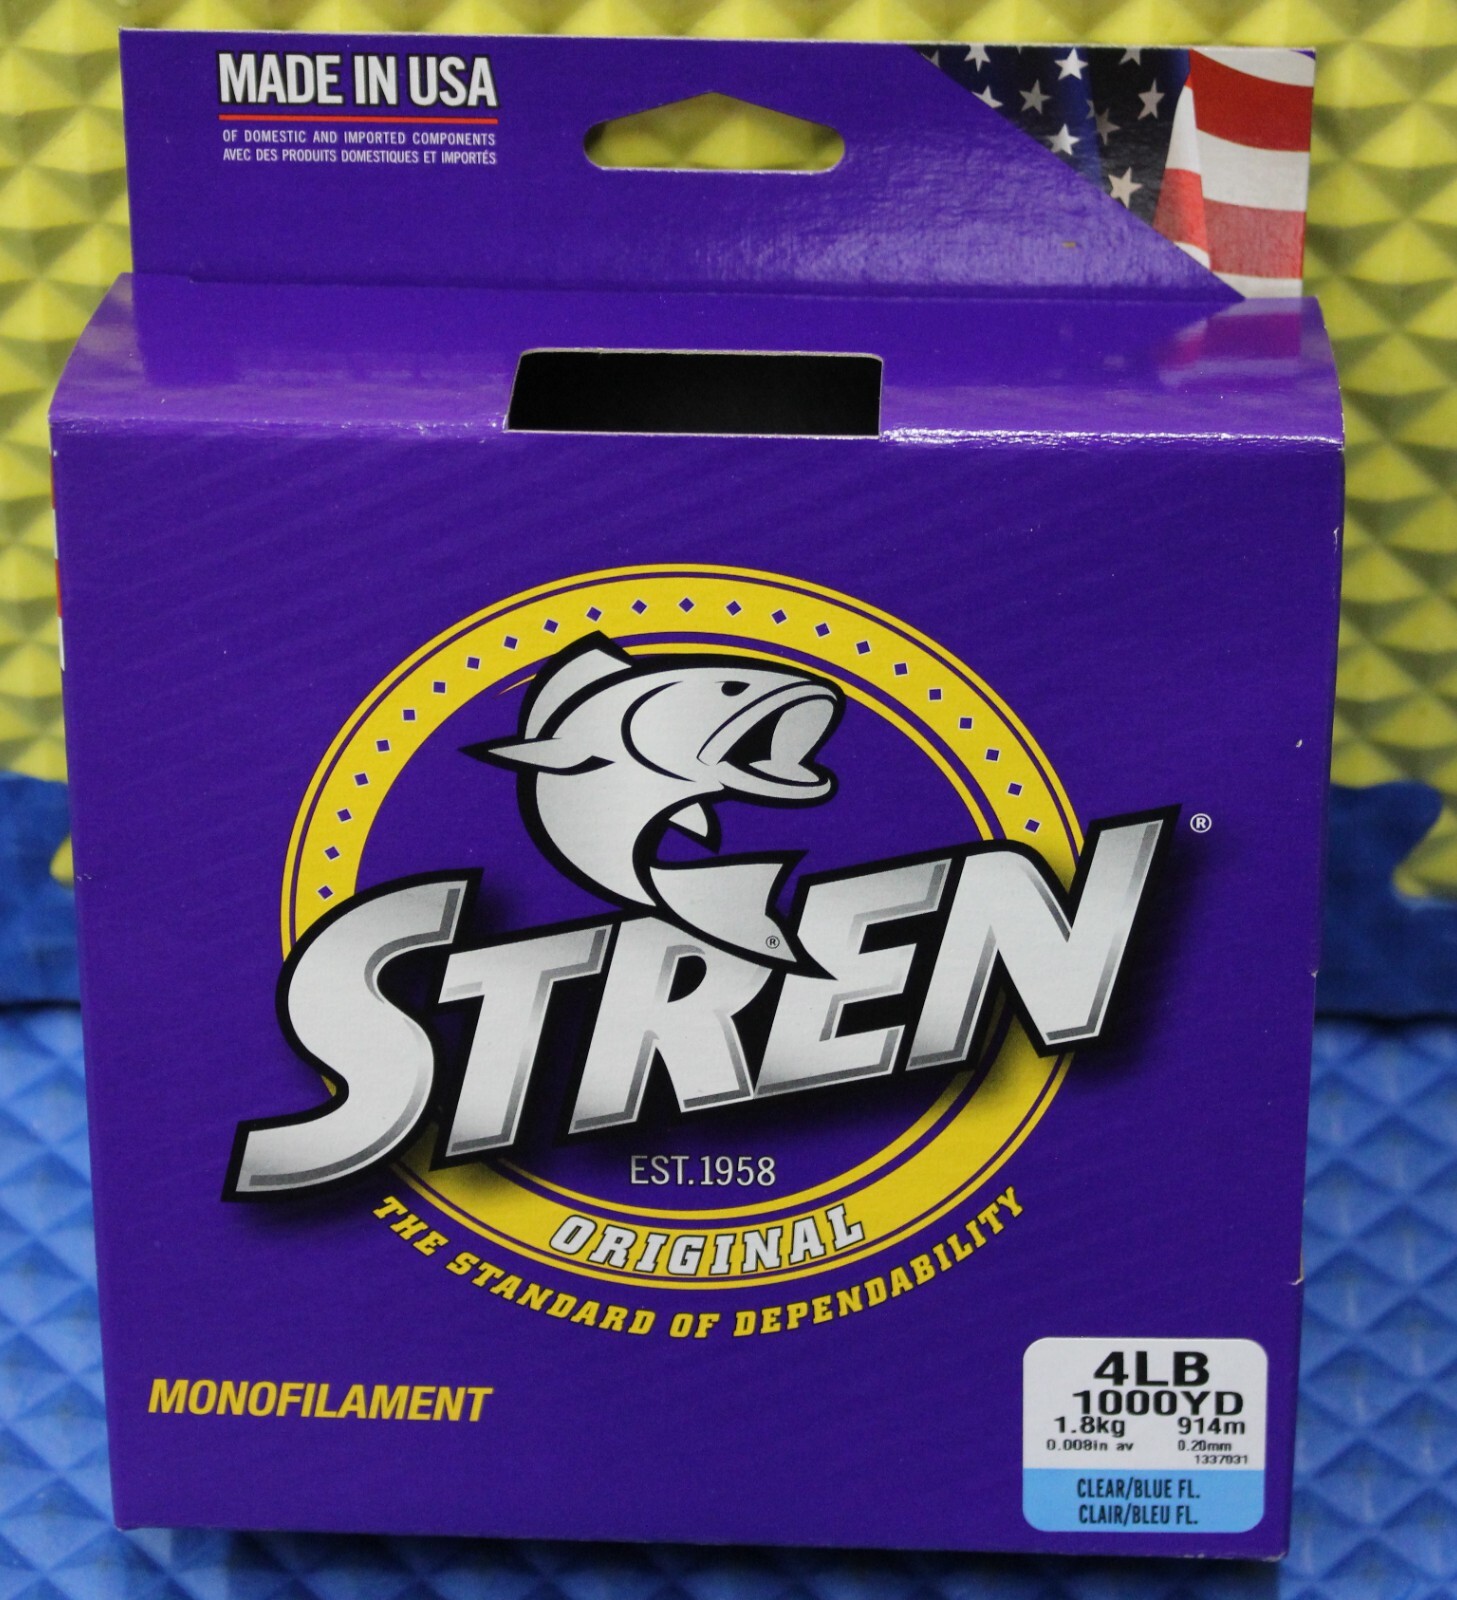 MADE IN USA
OF DOMESTIC AND IMPORTED COMPONENTS
AVEC DES PRODUITS DOMESTIQUES ET IMPORTÉS
STREN®
®
EST.1958
ORIGINAL
THE STANDARD OF DEPENDABILITY
MONOFILAMENT
4LB
1000YD
1.8kg 914m
0.008in av 0.20mm
1337031
CLEAR/BLUE FL.
CLAIR/BLEU FL.